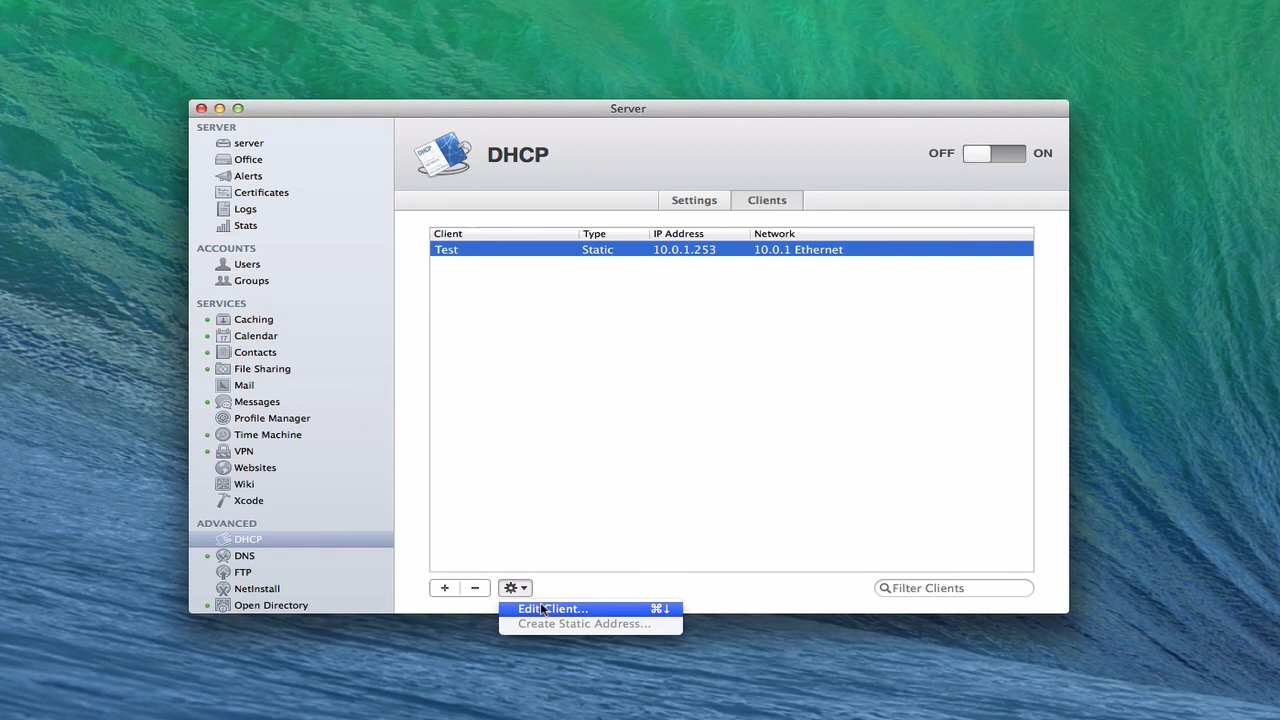 Server
SERVER
server
Office
Alerts
Certificates
Logs
Stats
ACCOUNTS
Users
Groups
SERVICES
Caching
Calendar
Contacts
File Sharing
Mail
Messages
Profile Manager
Time Machine
VPN
Websites
Wiki
Xcode
ADVANCED
DHCP
DNS
FTP
NetInstall
Open Directory
DHCP
OFF ON
Settings Clients
Client Type IP Address Network
Test Static 10.0.1.253 10.0.1 Ethernet
+ −
Filter Clients
Edit Client... ⌘↓
Create Static Address...